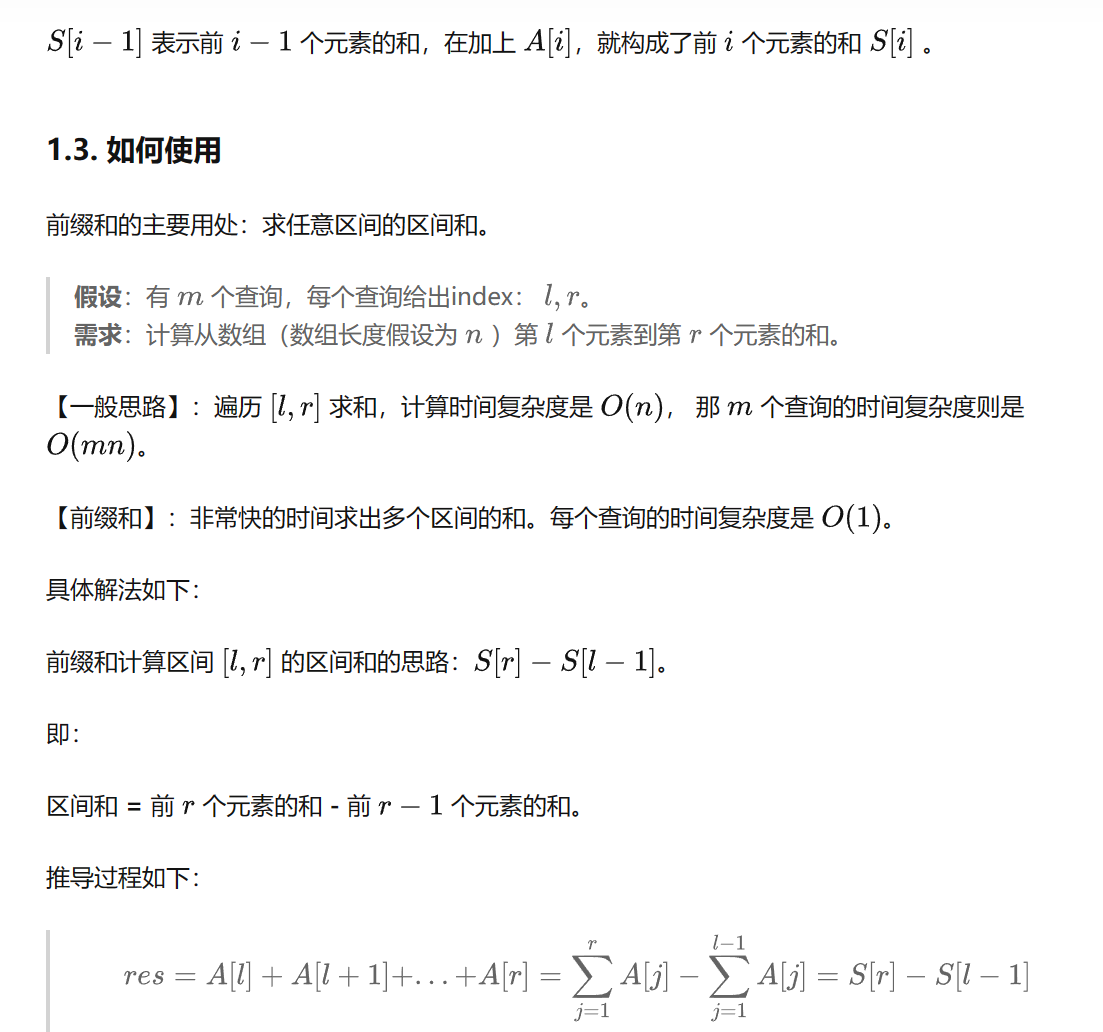 S[i − 1] 表示前 i − 1 个元素的和，在加上 A[i]，就构成了前 i 个元素的和 S[i] 。
1.3. 如何使用
前缀和的主要用处：求任意区间的区间和。
假设：有 m 个查询，每个查询给出index： l, r。
需求：计算从数组（数组长度假设为 n ）第 l 个元素到第 r 个元素的和。
【一般思路】：遍历 [l, r] 求和，计算时间复杂度是 O(n)， 那 m 个查询的时间复杂度则是
O(mn)。
【前缀和】：非常快的时间求出多个区间的和。每个查询的时间复杂度是 O(1)。
具体解法如下：
前缀和计算区间 [l, r] 的区间和的思路：S[r] − S[l − 1]。
即：
区间和 = 前 r 个元素的和 - 前 r − 1 个元素的和。
推导过程如下：
res = A[l] + A[l + 1]+. . . +A[r] = ∑_{j=1}^{r} A[j] − ∑_{j=1}^{l−1} A[j] = S[r] − S[l − 1]